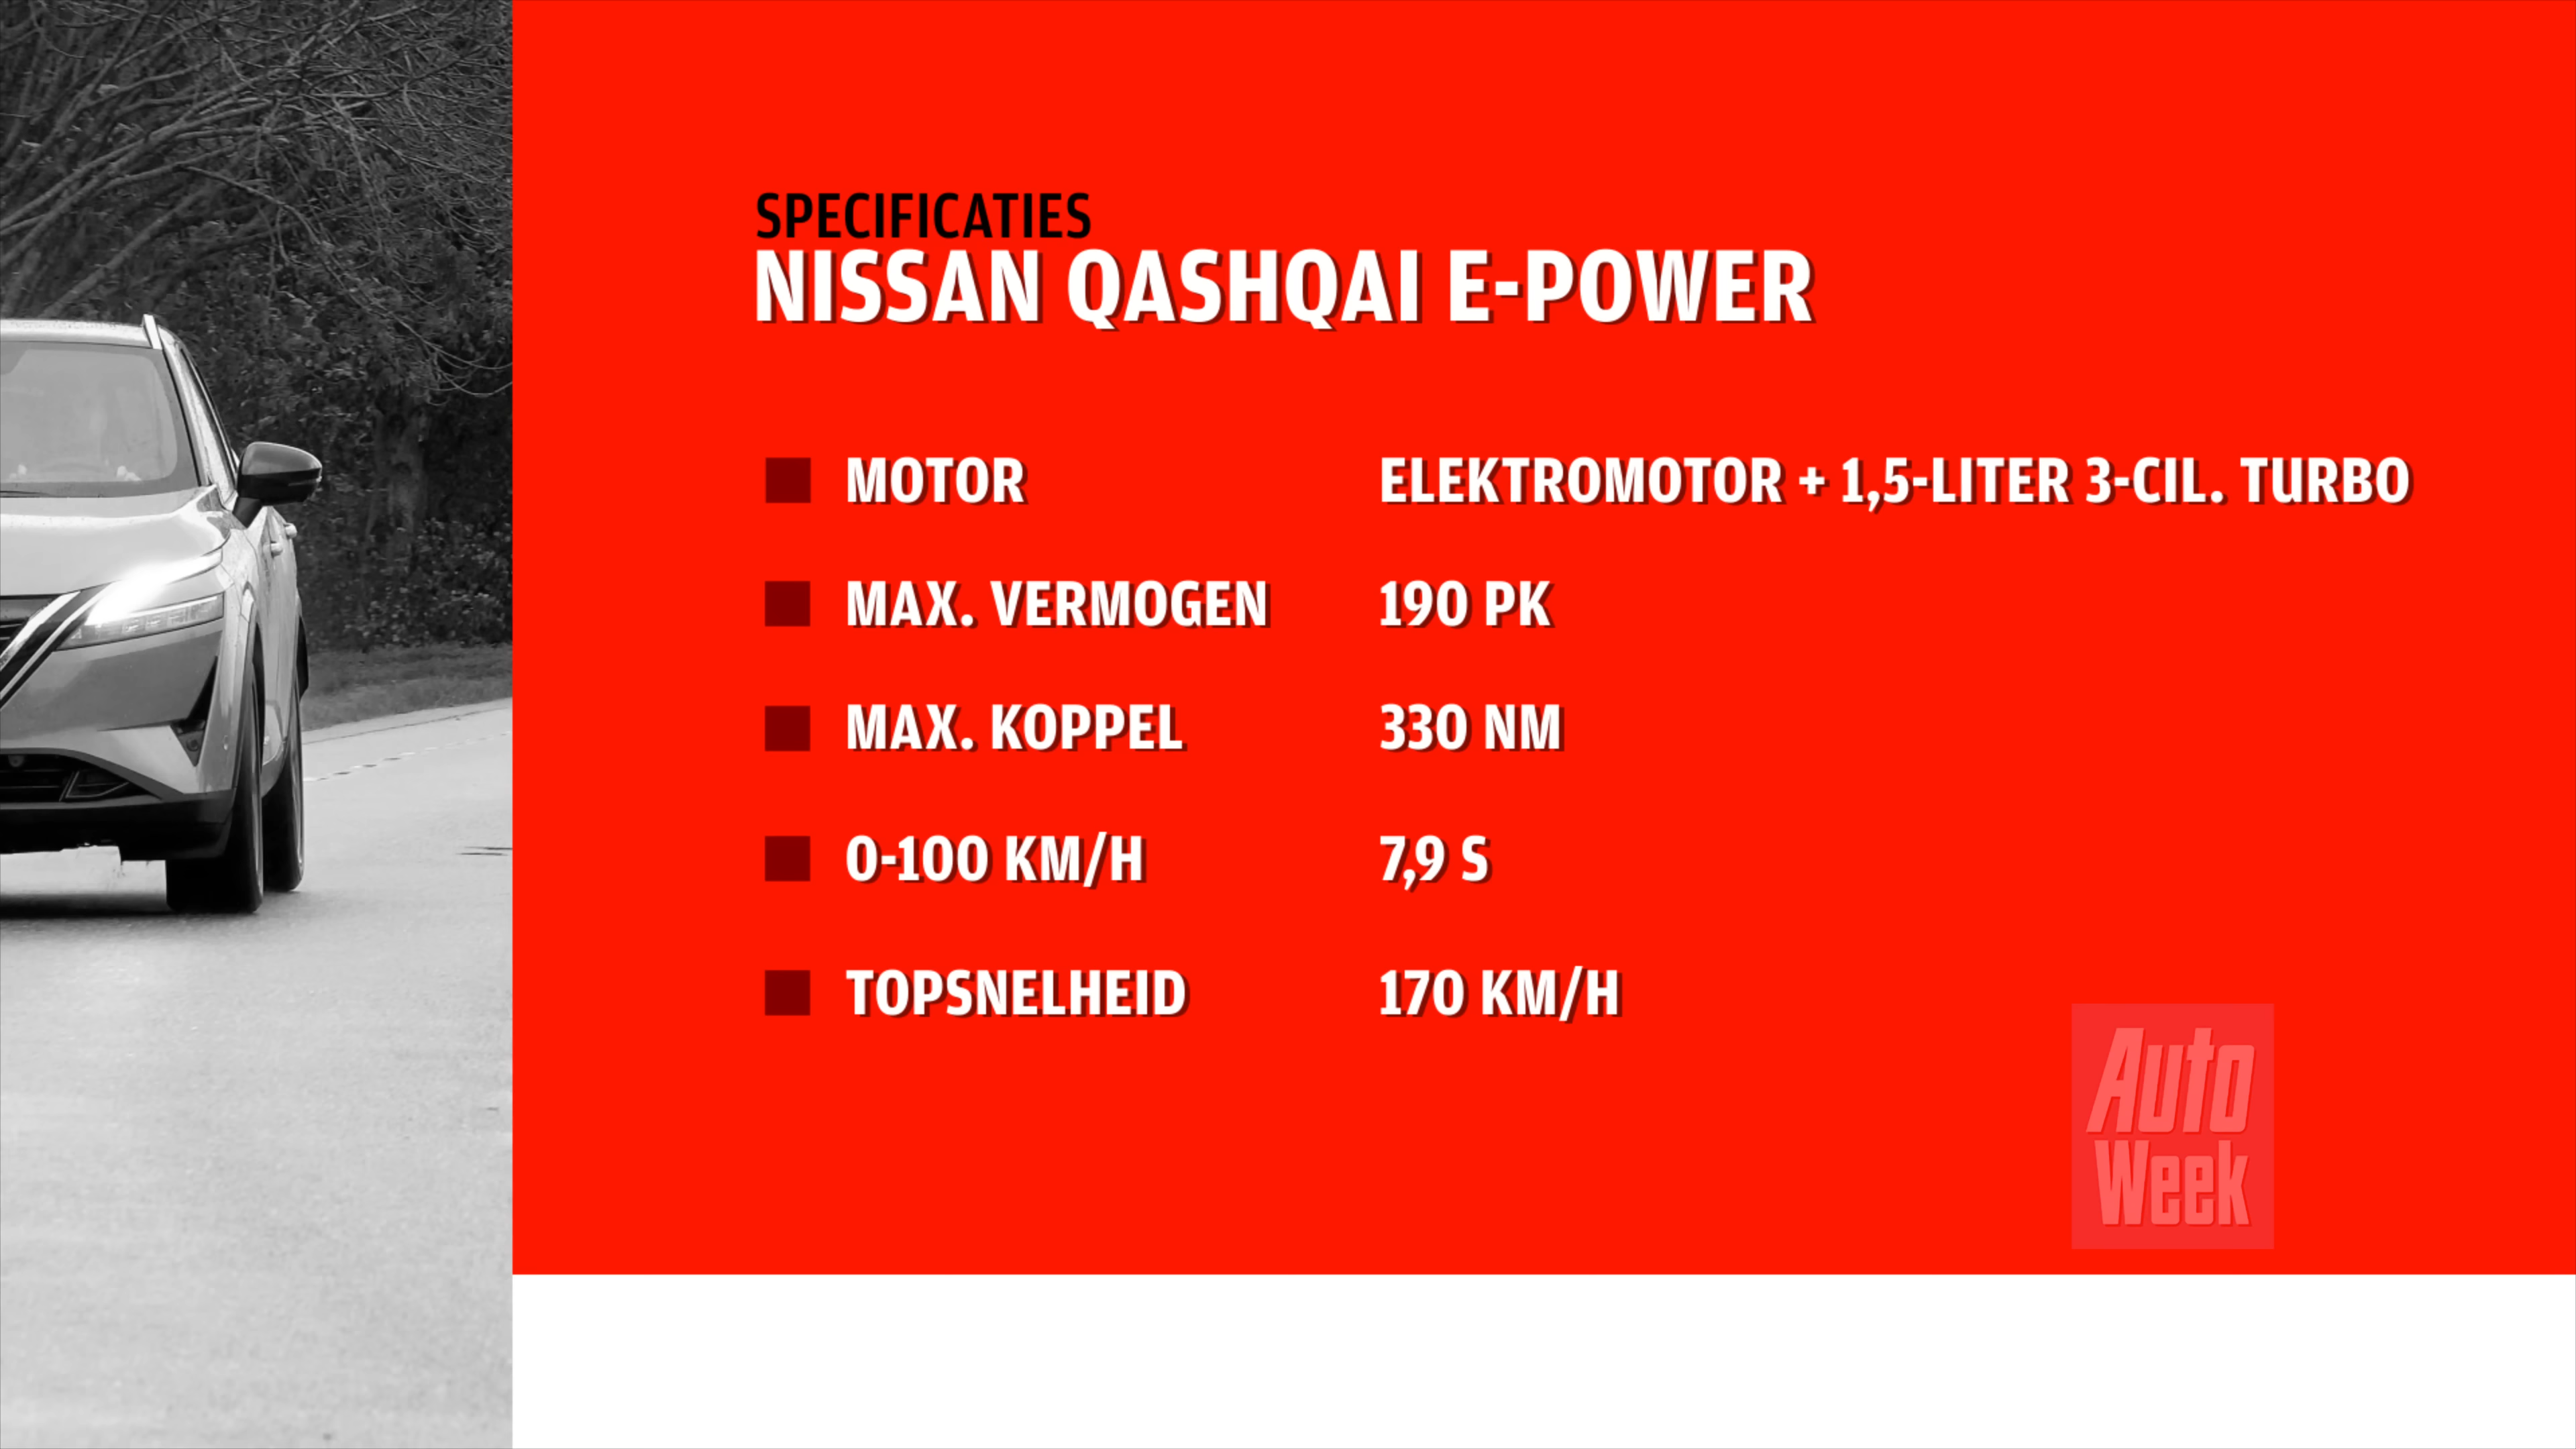 SPECIFICATIES
NISSAN QASHQAI E-POWER
MOTOR ELEKTROMOTOR + 1,5-LITER 3-CIL. TURBO
MAX. VERMOGEN 190 PK
MAX. KOPPEL 330 NM
0-100 KM/H 7,9 S
TOPSNELHEID 170 KM/H
Auto
Week